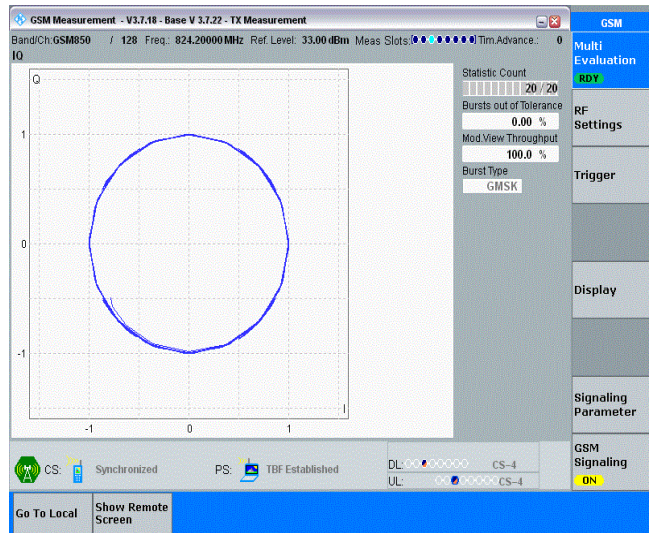 GSM Measurement - V3.7.18 - Base V 3.7.22 - TX Measurement
GSM
Band/Ch:GSM850 / 128 Freq.: 824.20000 MHz Ref. Level: 33.00 dBm Meas Slots: Tim.Advance.: 0
IQ
Multi Evaluation
RDY
Q
Statistic Count
20 / 20
Bursts out of Tolerance
0.00 %
Mod.View Throughput
100.0 %
Burst Type
GMSK
RF Settings
Trigger
1
0
-1
I
-1 0 1
Display
Signaling Parameter
GSM Signaling
ON
CS: Synchronized PS: TBF Established
DL: CS-4
UL: CS-4
Go To Local
Show Remote Screen